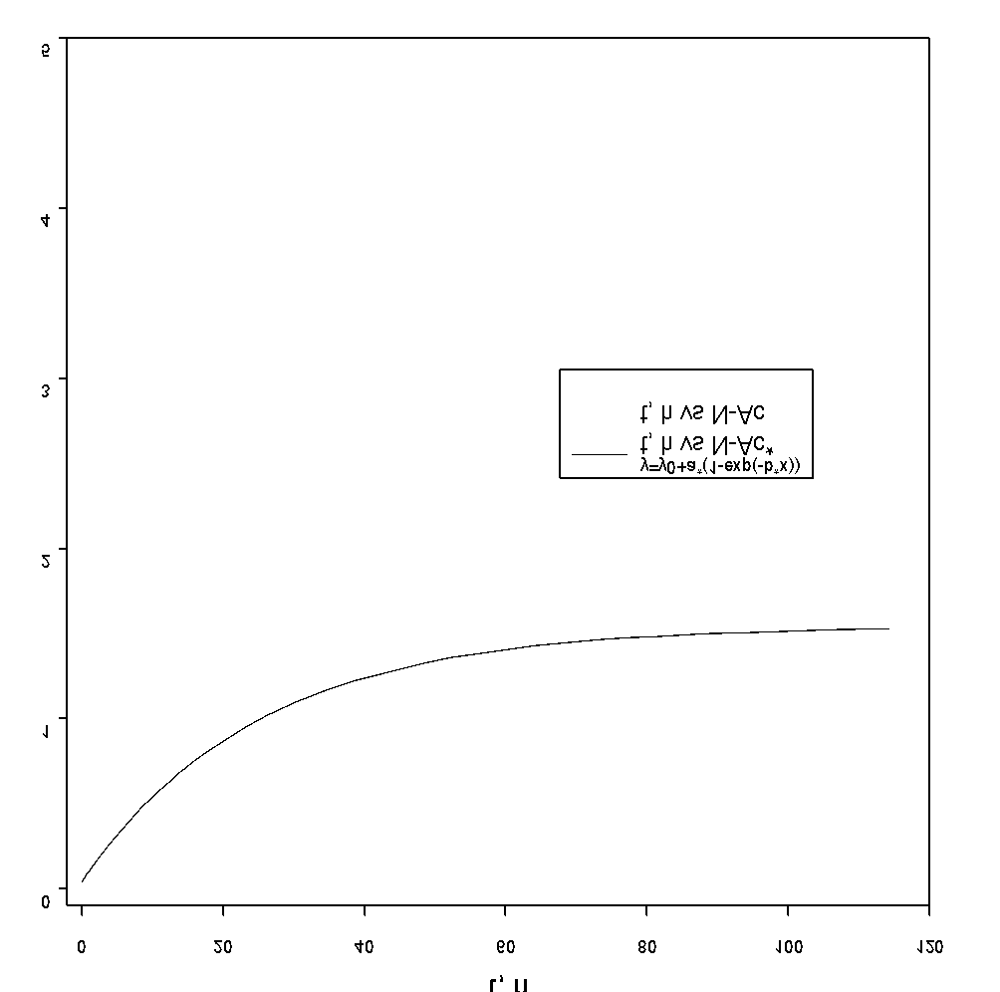 5
4
3
t, h vs N-Ac
t, h vs N-Ac*
y=y0+a*(1-exp(-b*x))
2
1
0
0 20 40 60 80 100 120
t, h